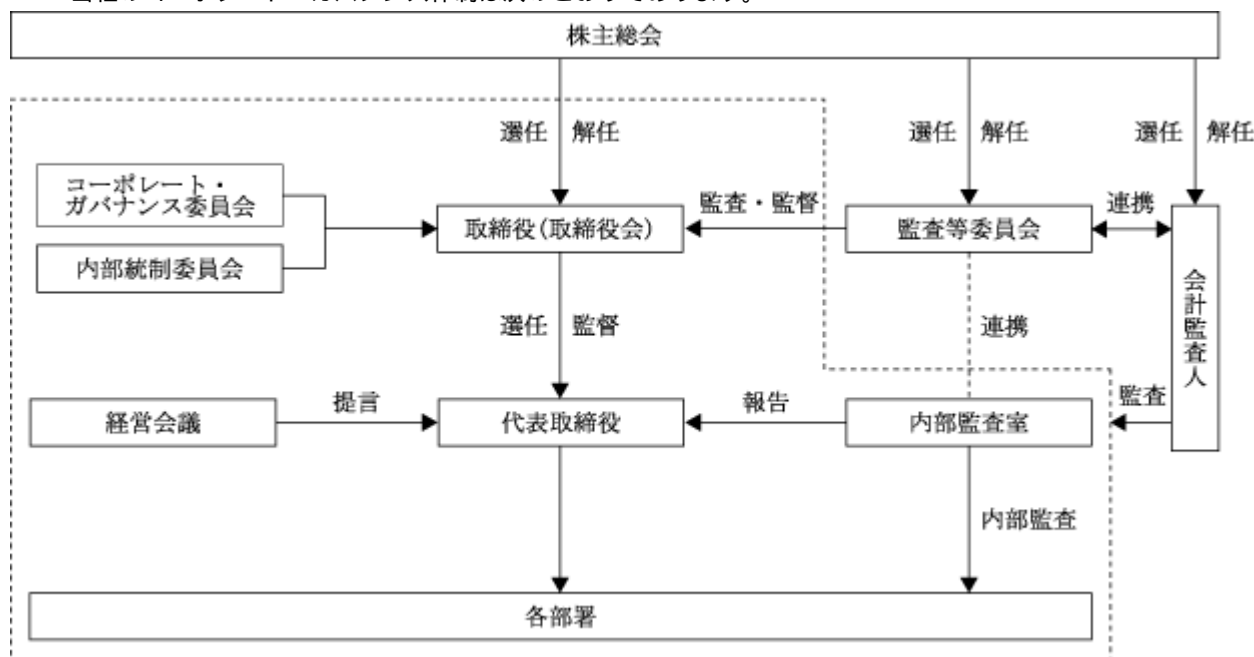 株主総会
選任 解任
選任 解任
選任 解任
コーポレート・
ガバナンス委員会
内部統制委員会
取締役(取締役会)
監査・監督
監査等委員会
連携
会計監査人
選任 監督
連携
経営会議
提言
代表取締役
報告
内部監査室
監査
内部監査
各部署